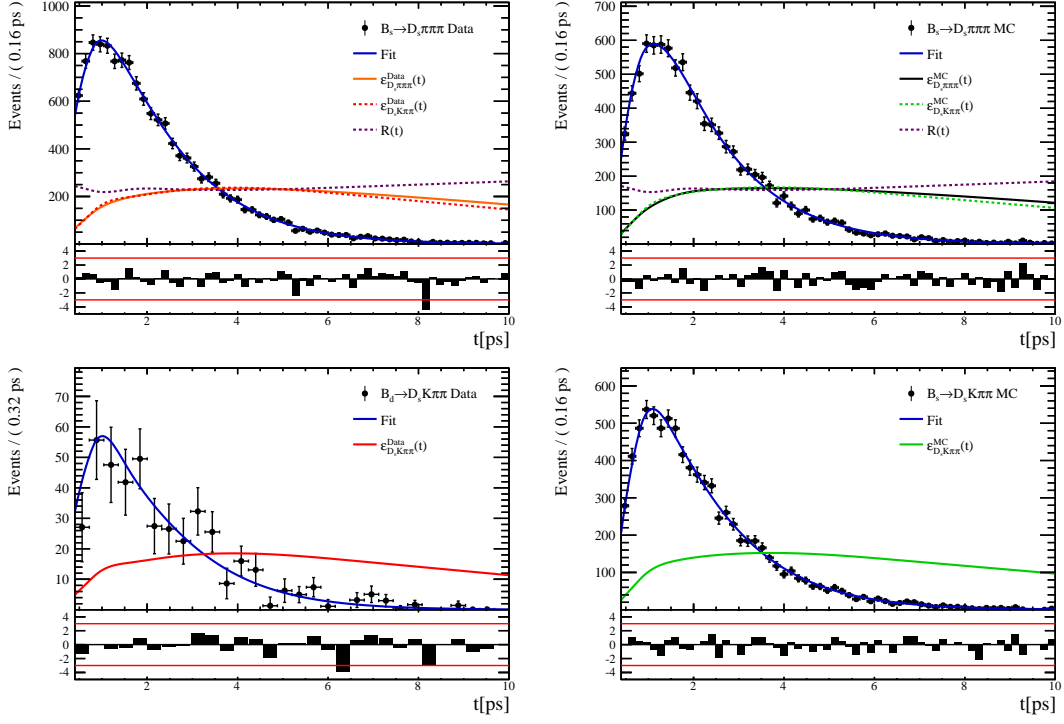 Events / ( 0.16 ps )
1000
800
600
400
200
B_s→D_sπππ Data
Fit
ε^Data_{D_sπππ}(t)
ε^Data_{D_sKππ}(t)
R(t)
4
2
0
−2
−4
2 4 6 8 10
t[ps]
Events / ( 0.16 ps )
700
600
500
400
300
200
100
B_s→D_sπππ MC
Fit
ε^MC_{D_sπππ}(t)
ε^MC_{D_sKππ}(t)
R(t)
4
2
0
−2
−4
2 4 6 8 10
t[ps]
Events / ( 0.32 ps )
70
60
50
40
30
20
10
B_d→D_sKππ Data
Fit
ε^Data_{D_sKππ}(t)
4
2
0
−2
−4
2 4 6 8 10
t[ps]
Events / ( 0.16 ps )
600
500
400
300
200
100
B_s→D_sKππ MC
Fit
ε^MC_{D_sKππ}(t)
4
2
0
−2
−4
2 4 6 8 10
t[ps]